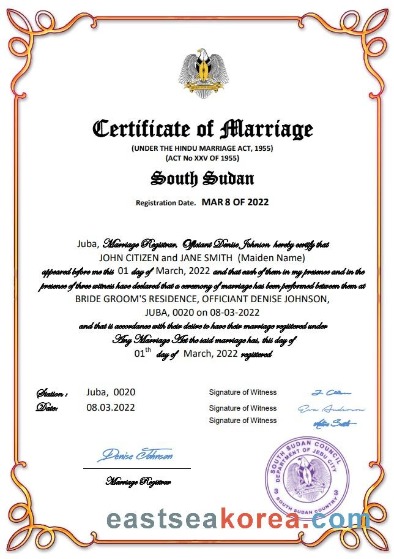 Certificate of Marriage
(UNDER THE HINDU MARRIAGE ACT, 1955)
(ACT No XXV OF 1955)
South Sudan
Registration Date. MAR 8 OF 2022
Juba, Marriage Registrar, Officiant Denise Johnson, hereby certify that
JOHN CITIZEN and JANE SMITH (Maiden Name)
appeared before me this 01 day of March, 2022 and that each of them in my presence and in the
presence of three witness have declared that a ceremony of marriage has been performed between them at
BRIDE GROOM'S RESIDENCE, OFFICIANT DENISE JOHNSON,
JUBA, 0020 on 08-03-2022
and that is accordance with their desire to have their marriage registered under
Any Marriage Act the said marriage has, this day of
01th day of March, 2022 registered
Station : Juba, 0020 Signature of Witness
Date: 08.03.2022 Signature of Witness
Signature of Witness
Denise Johnson
Marriage Registrar
SOUTH SUDAN COUNCIL
DEPARTMENT OF JEBEL CITY
SOUTH SUDAN COUNTRY
eastseakorea.com